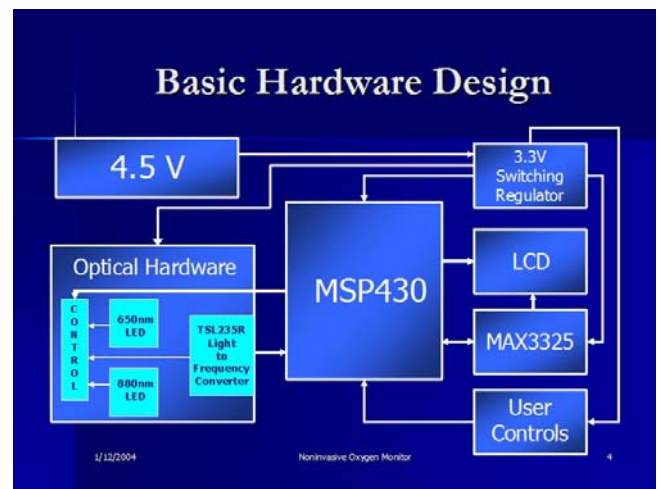 Basic Hardware Design
4.5 V
3.3V
Switching
Regulator
Optical Hardware
CONTROL
650nm
LED
880nm
LED
TSL235R
Light
to
Frequency
Converter
MSP430
LCD
MAX3325
User
Controls
1/12/2004
Noninvasive Oxygen Monitor
4